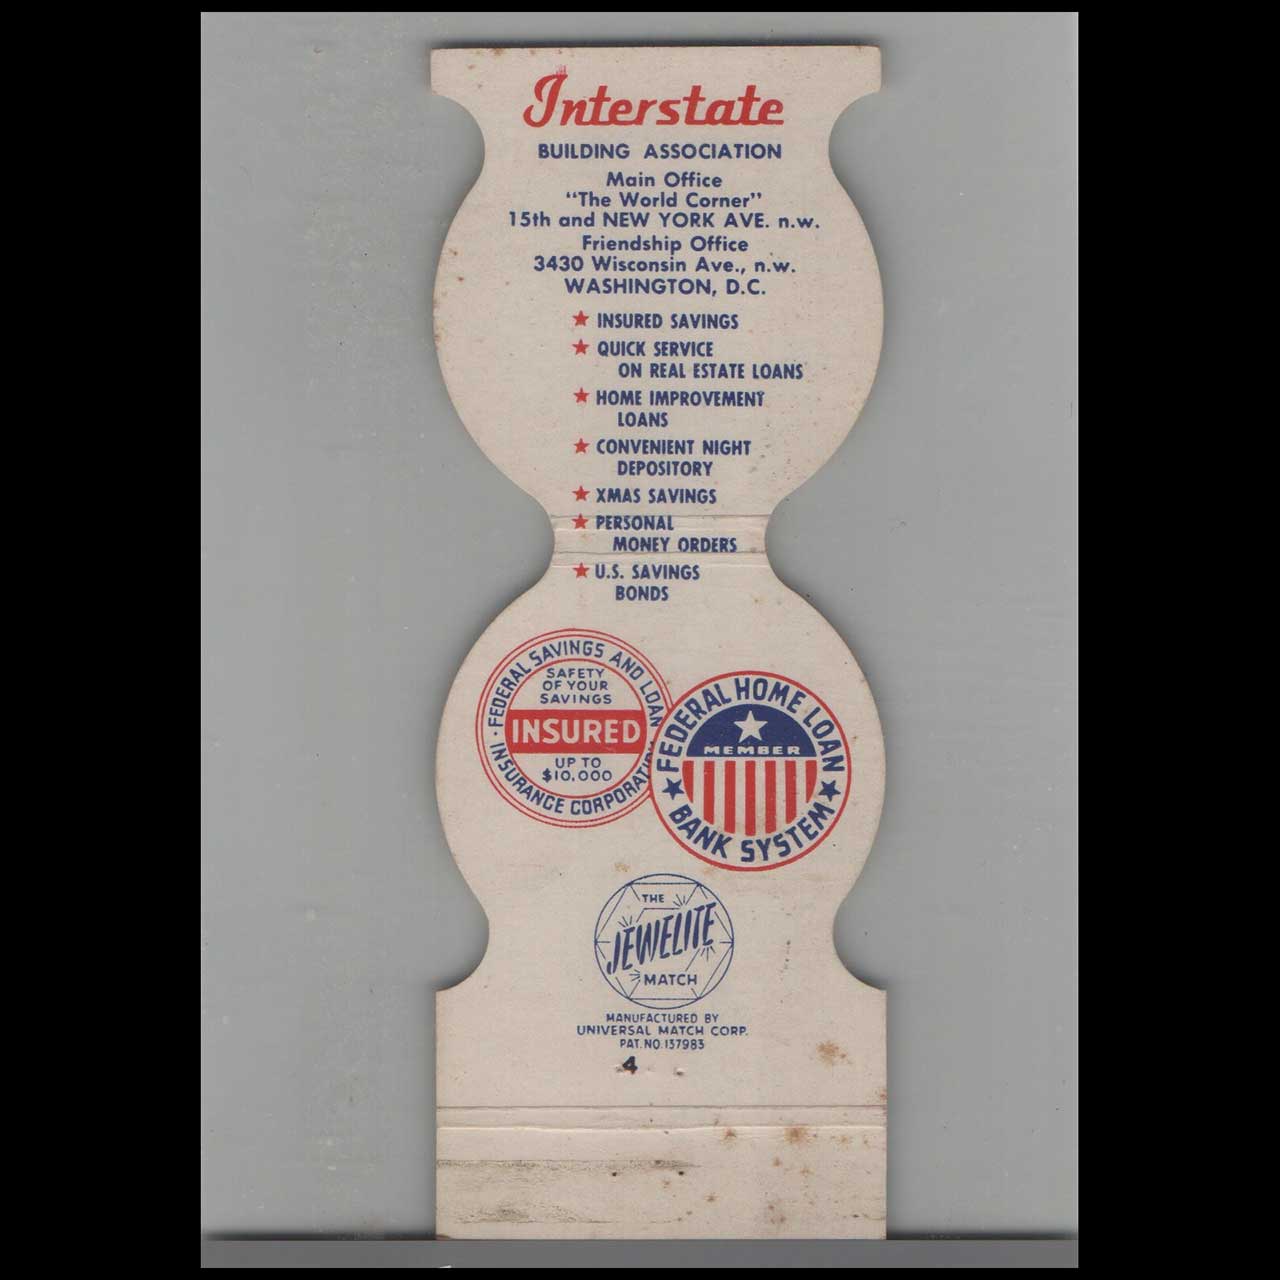 Interstate
BUILDING ASSOCIATION
Main Office
"The World Corner"
15th and NEW YORK AVE. n.w.
Friendship Office
3430 Wisconsin Ave., n.w.
WASHINGTON, D.C.
★ INSURED SAVINGS
★ QUICK SERVICE
ON REAL ESTATE LOANS
★ HOME IMPROVEMENT
LOANS
★ CONVENIENT NIGHT
DEPOSITORY
★ XMAS SAVINGS
★ PERSONAL
MONEY ORDERS
★ U.S. SAVINGS
BONDS
· FEDERAL SAVINGS AND LOAN
INSURANCE CORPORATION
SAFETY
OF YOUR
SAVINGS
INSURED
UP TO
$10,000
FEDERAL HOME LOAN
★ BANK SYSTEM ★
MEMBER
THE
JEWELITE
MATCH
MANUFACTURED BY
UNIVERSAL MATCH CORP.
PAT. NO. 137983
4